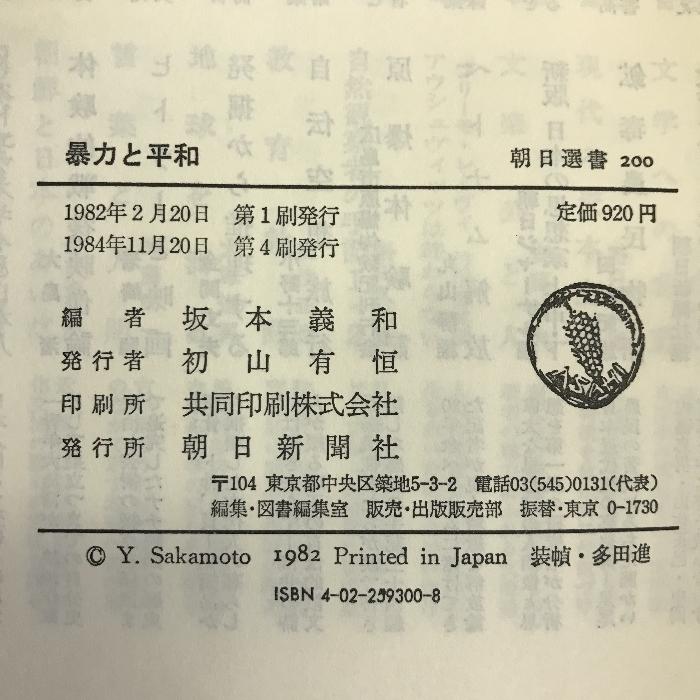 暴力と平和
朝日選書 200
1982年2月20日 第1刷発行
定価920円
1984年11月20日 第4刷発行
編者 坂本義和
発行者 初山有恒
印刷所 共同印刷株式会社
発行所 朝日新聞社
〒104 東京都中央区築地5-3-2 電話03(545)0131(代表)
編集・図書編集室 販売・出版販売部 振替・東京 0-1730
© Y. Sakamoto 1982 Printed in Japan 装幀・多田進
ISBN 4-02-259300-8